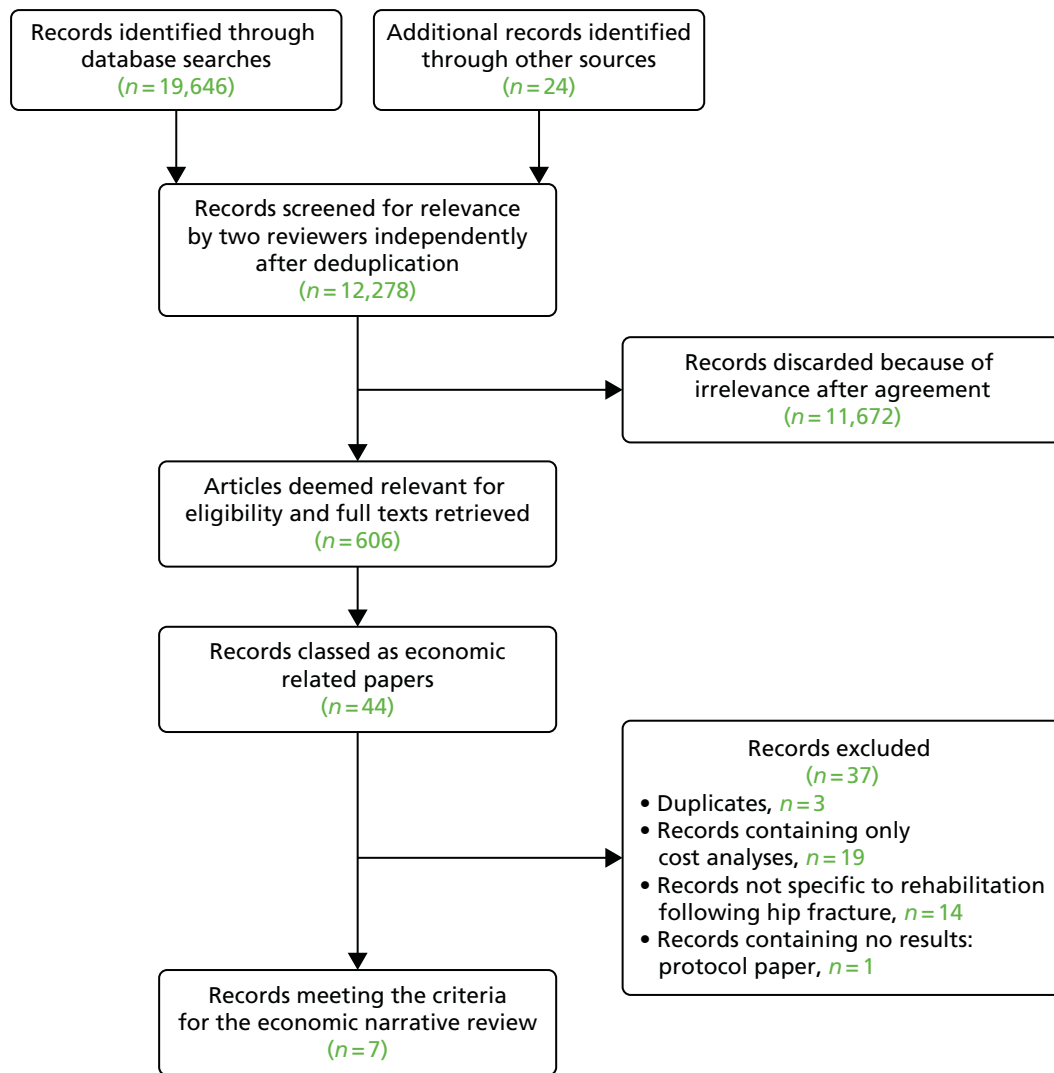 Records identified through
database searches
(n = 19,646)
Additional records identified
through other sources
(n = 24)
Records screened for relevance
by two reviewers independently
after deduplication
(n = 12,278)
Records discarded because of
irrelevance after agreement
(n = 11,672)
Articles deemed relevant for
eligibility and full texts retrieved
(n = 606)
Records classed as economic
related papers
(n = 44)
Records excluded
(n = 37)
• Duplicates, n = 3
• Records containing only
cost analyses, n = 19
• Records not specific to rehabilitation
following hip fracture, n = 14
• Records containing no results:
protocol paper, n = 1
Records meeting the criteria
for the economic narrative review
(n = 7)